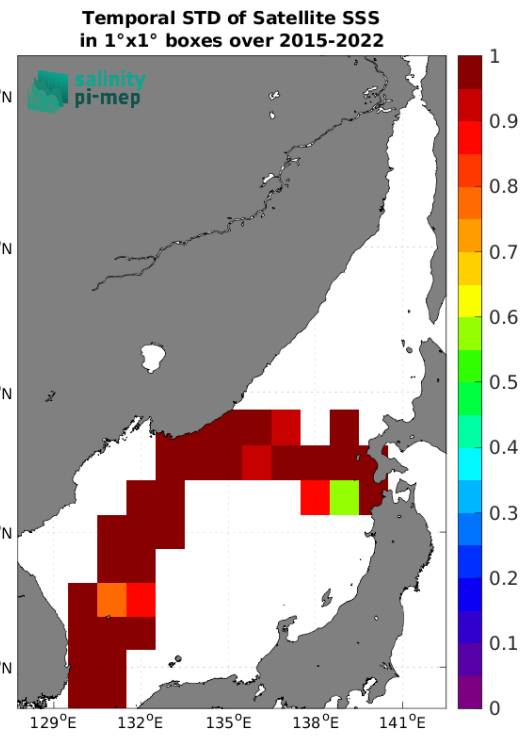 Temporal STD of Satellite SSS
in 1°x1° boxes over 2015-2022
salinity
pi-mep
°N
°N
°N
°N
°N
129°E 132°E 135°E 138°E 141°E
1
0.9
0.8
0.7
0.6
0.5
0.4
0.3
0.2
0.1
0